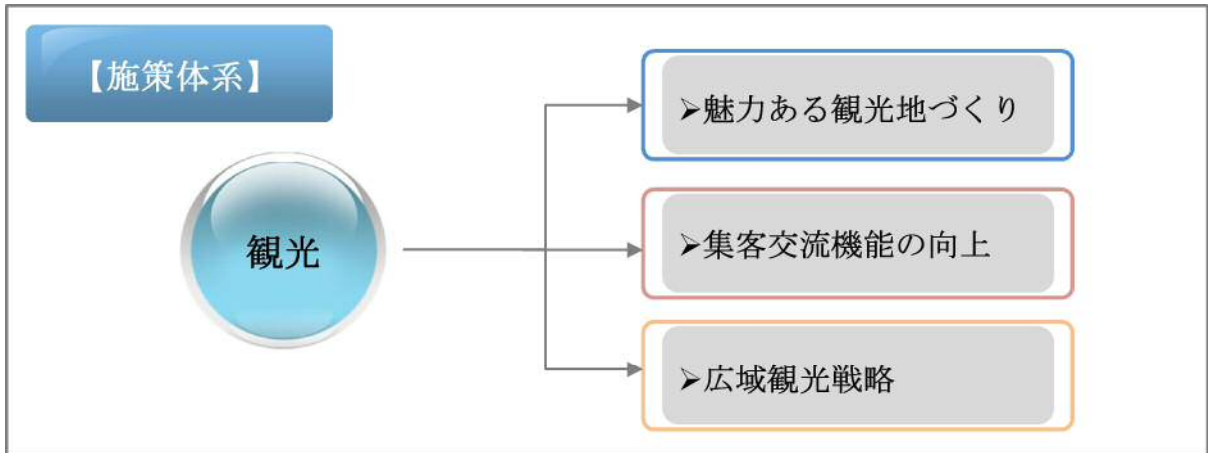 【施策体系】
観光
➢魅力ある観光地づくり
➢集客交流機能の向上
➢広域観光戦略